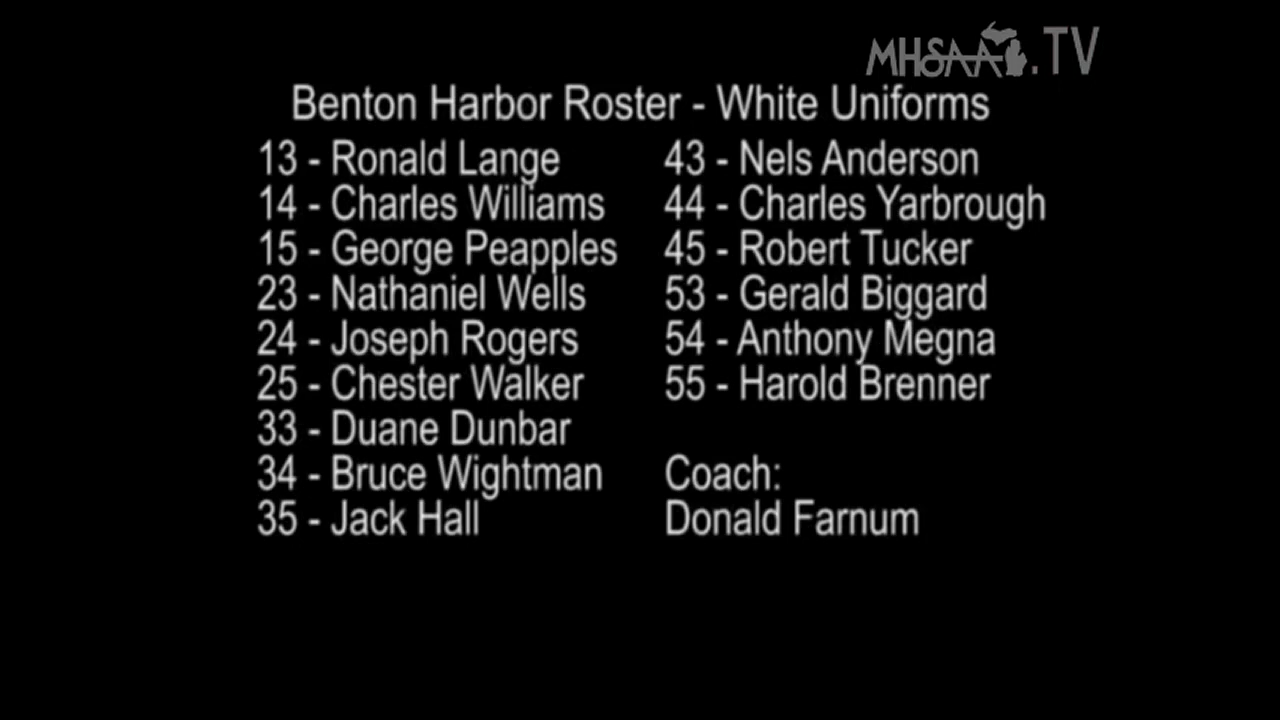 MHSAA.TV
Benton Harbor Roster - White Uniforms
13 - Ronald Lange
14 - Charles Williams
15 - George Peapples
23 - Nathaniel Wells
24 - Joseph Rogers
25 - Chester Walker
33 - Duane Dunbar
34 - Bruce Wightman
35 - Jack Hall
43 - Nels Anderson
44 - Charles Yarbrough
45 - Robert Tucker
53 - Gerald Biggard
54 - Anthony Megna
55 - Harold Brenner
Coach:
Donald Farnum